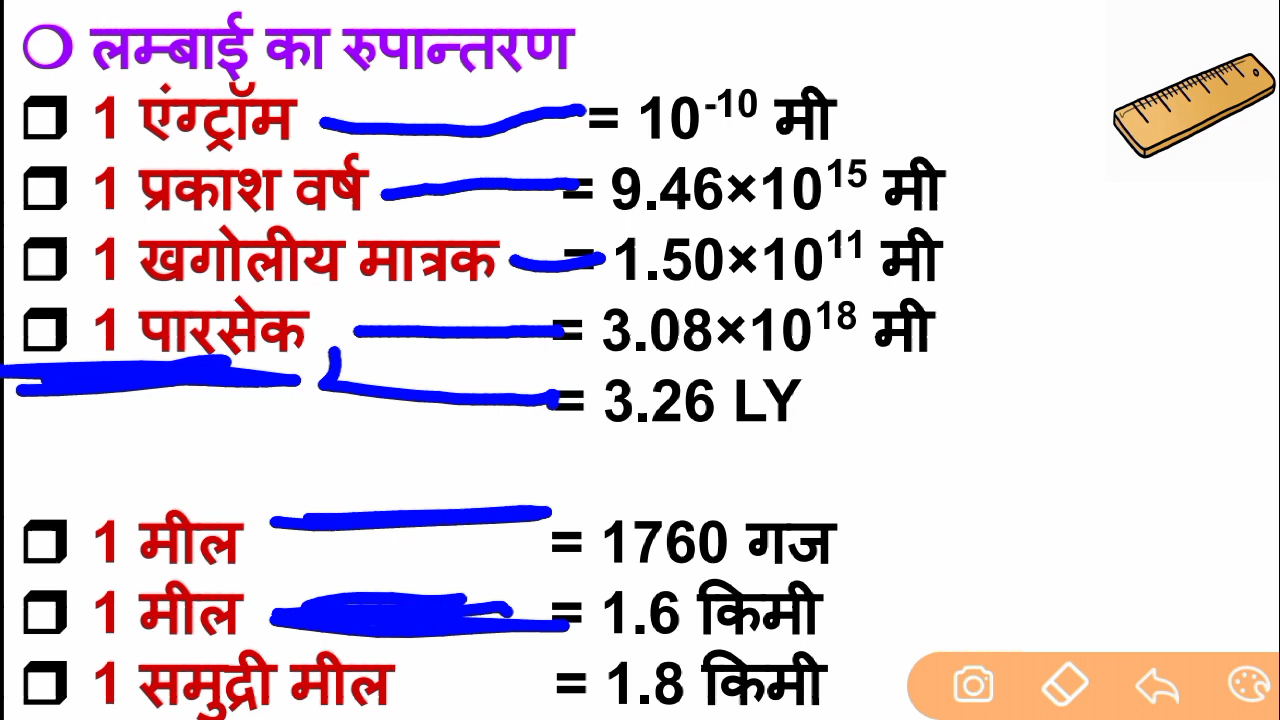 लम्बाई का रुपान्तरण
1 एंग्ट्रॉम = 10⁻¹⁰ मी
1 प्रकाश वर्ष = 9.46×10¹⁵ मी
1 खगोलीय मात्रक = 1.50×10¹¹ मी
1 पारसेक = 3.08×10¹⁸ मी
= 3.26 LY
1 मील = 1760 गज
1 मील = 1.6 किमी
1 समुद्री मील = 1.8 किमी